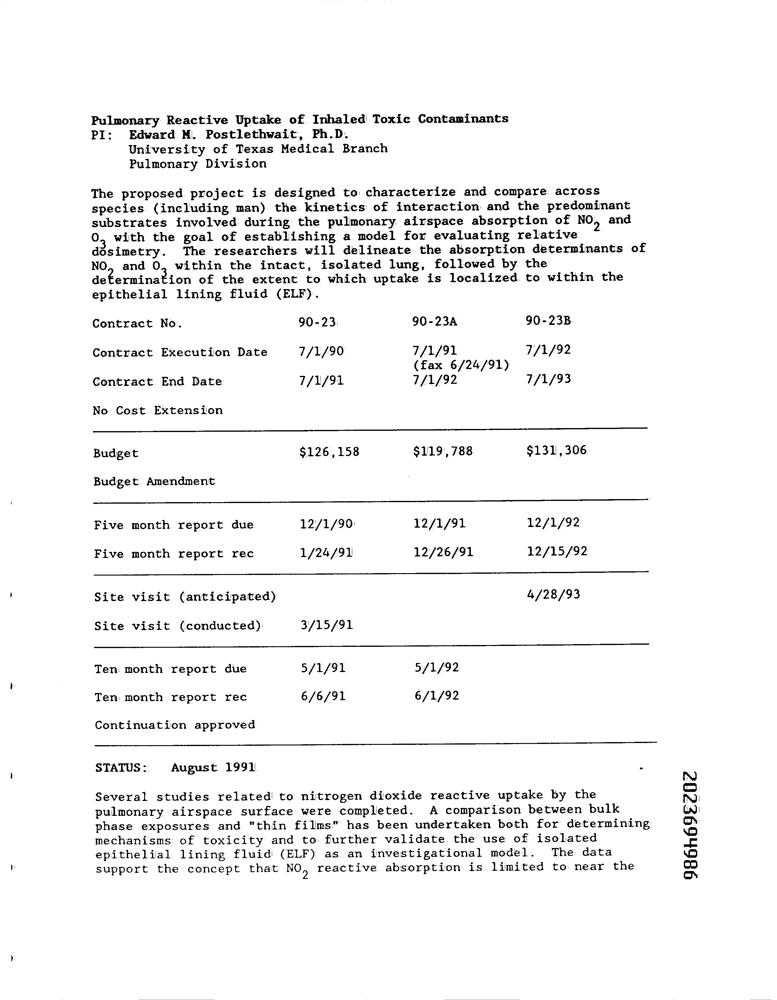 Pulmonary Reactive Uptake of Inhaled Toxic Contaminants
PI: Edward M. Postlethwait, Ph.D.
University of Texas Medical Branch
Pulmonary Division
The proposed project is designed to characterize and compare across
species (including man) the kinetics of interaction and the predominant
substrates involved during the pulmonary airspace absorption of NO2 and
O3 with the goal of establishing a model for evaluating relative
dosimetry. The researchers will delineate the absorption determinants of
NO2 and O3 within the intact, isolated lung, followed by the
determination of the extent to which uptake is localized to within the
epithelial lining fluid (ELF).
Contract No. 90-23 90-23A 90-23B
Contract Execution Date 7/1/90 7/1/91 7/1/92
(fax 6/24/91)
Contract End Date 7/1/91 7/1/92 7/1/93
No Cost Extension
Budget $126,158 $119,788 $131,306
Budget Amendment
Five month report due 12/1/90 12/1/91 12/1/92
Five month report rec 1/24/91 12/26/91 12/15/92
Site visit (anticipated) 4/28/93
Site visit (conducted) 3/15/91
Ten month report due 5/1/91 5/1/92
Ten month report rec 6/6/91 6/1/92
Continuation approved
STATUS: August 1991
Several studies related to nitrogen dioxide reactive uptake by the
pulmonary airspace surface were completed. A comparison between bulk
phase exposures and "thin films" has been undertaken both for determining
mechanisms of toxicity and to further validate the use of isolated
epithelial lining fluid (ELF) as an investigational model. The data
support the concept that NO2 reactive absorption is limited to near the
2023694986